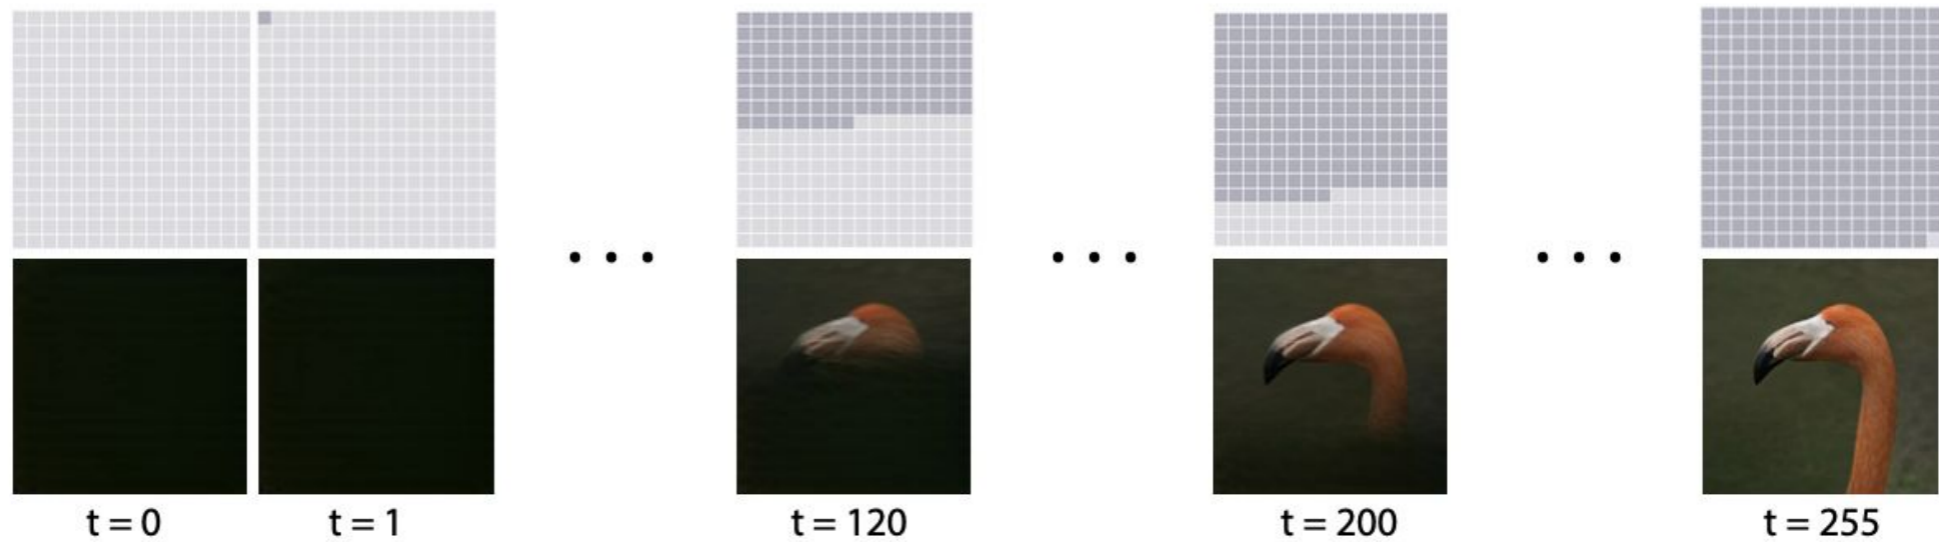 t = 0
t = 1
t = 120
t = 200
t = 255